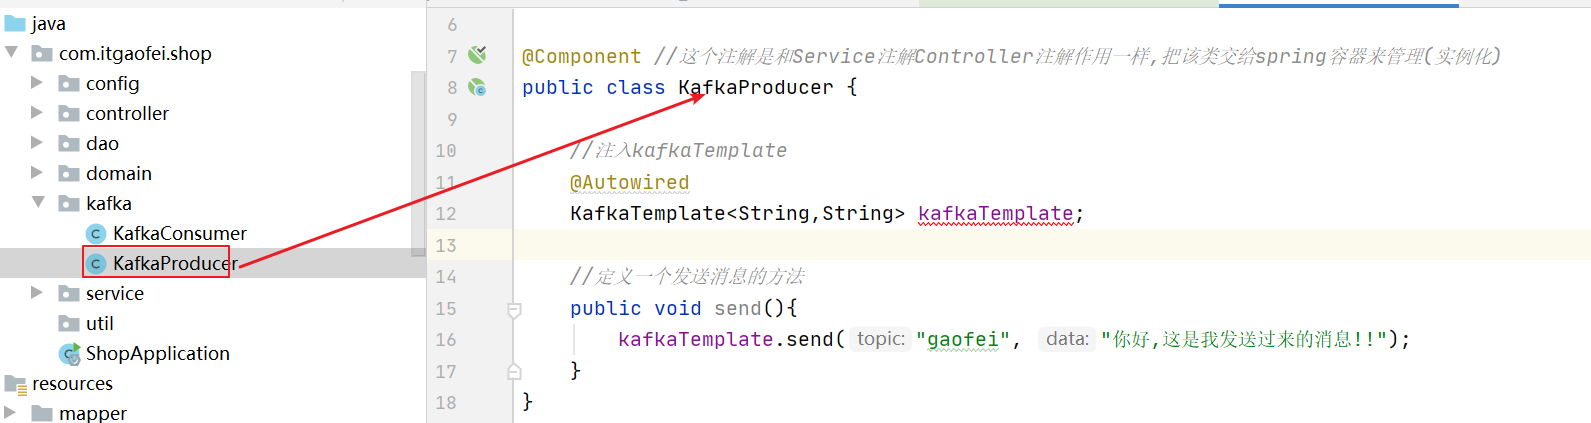 java
com.itgaofei.shop
config
controller
dao
domain
kafka
KafkaConsumer
KafkaProducer
service
util
ShopApplication
resources
mapper
6
7 @Component //这个注解是和Service注解Controller注解作用一样,把该类交给spring容器来管理(实例化)
8 public class KafkaProducer {
9
10 //注入kafkaTemplate
11 @Autowired
12 KafkaTemplate<String,String> kafkaTemplate;
13
14 //定义一个发送消息的方法
15 public void send(){
16 kafkaTemplate.send( topic: "gaofei", data: "你好,这是我发送过来的消息!!");
17 }
18 }